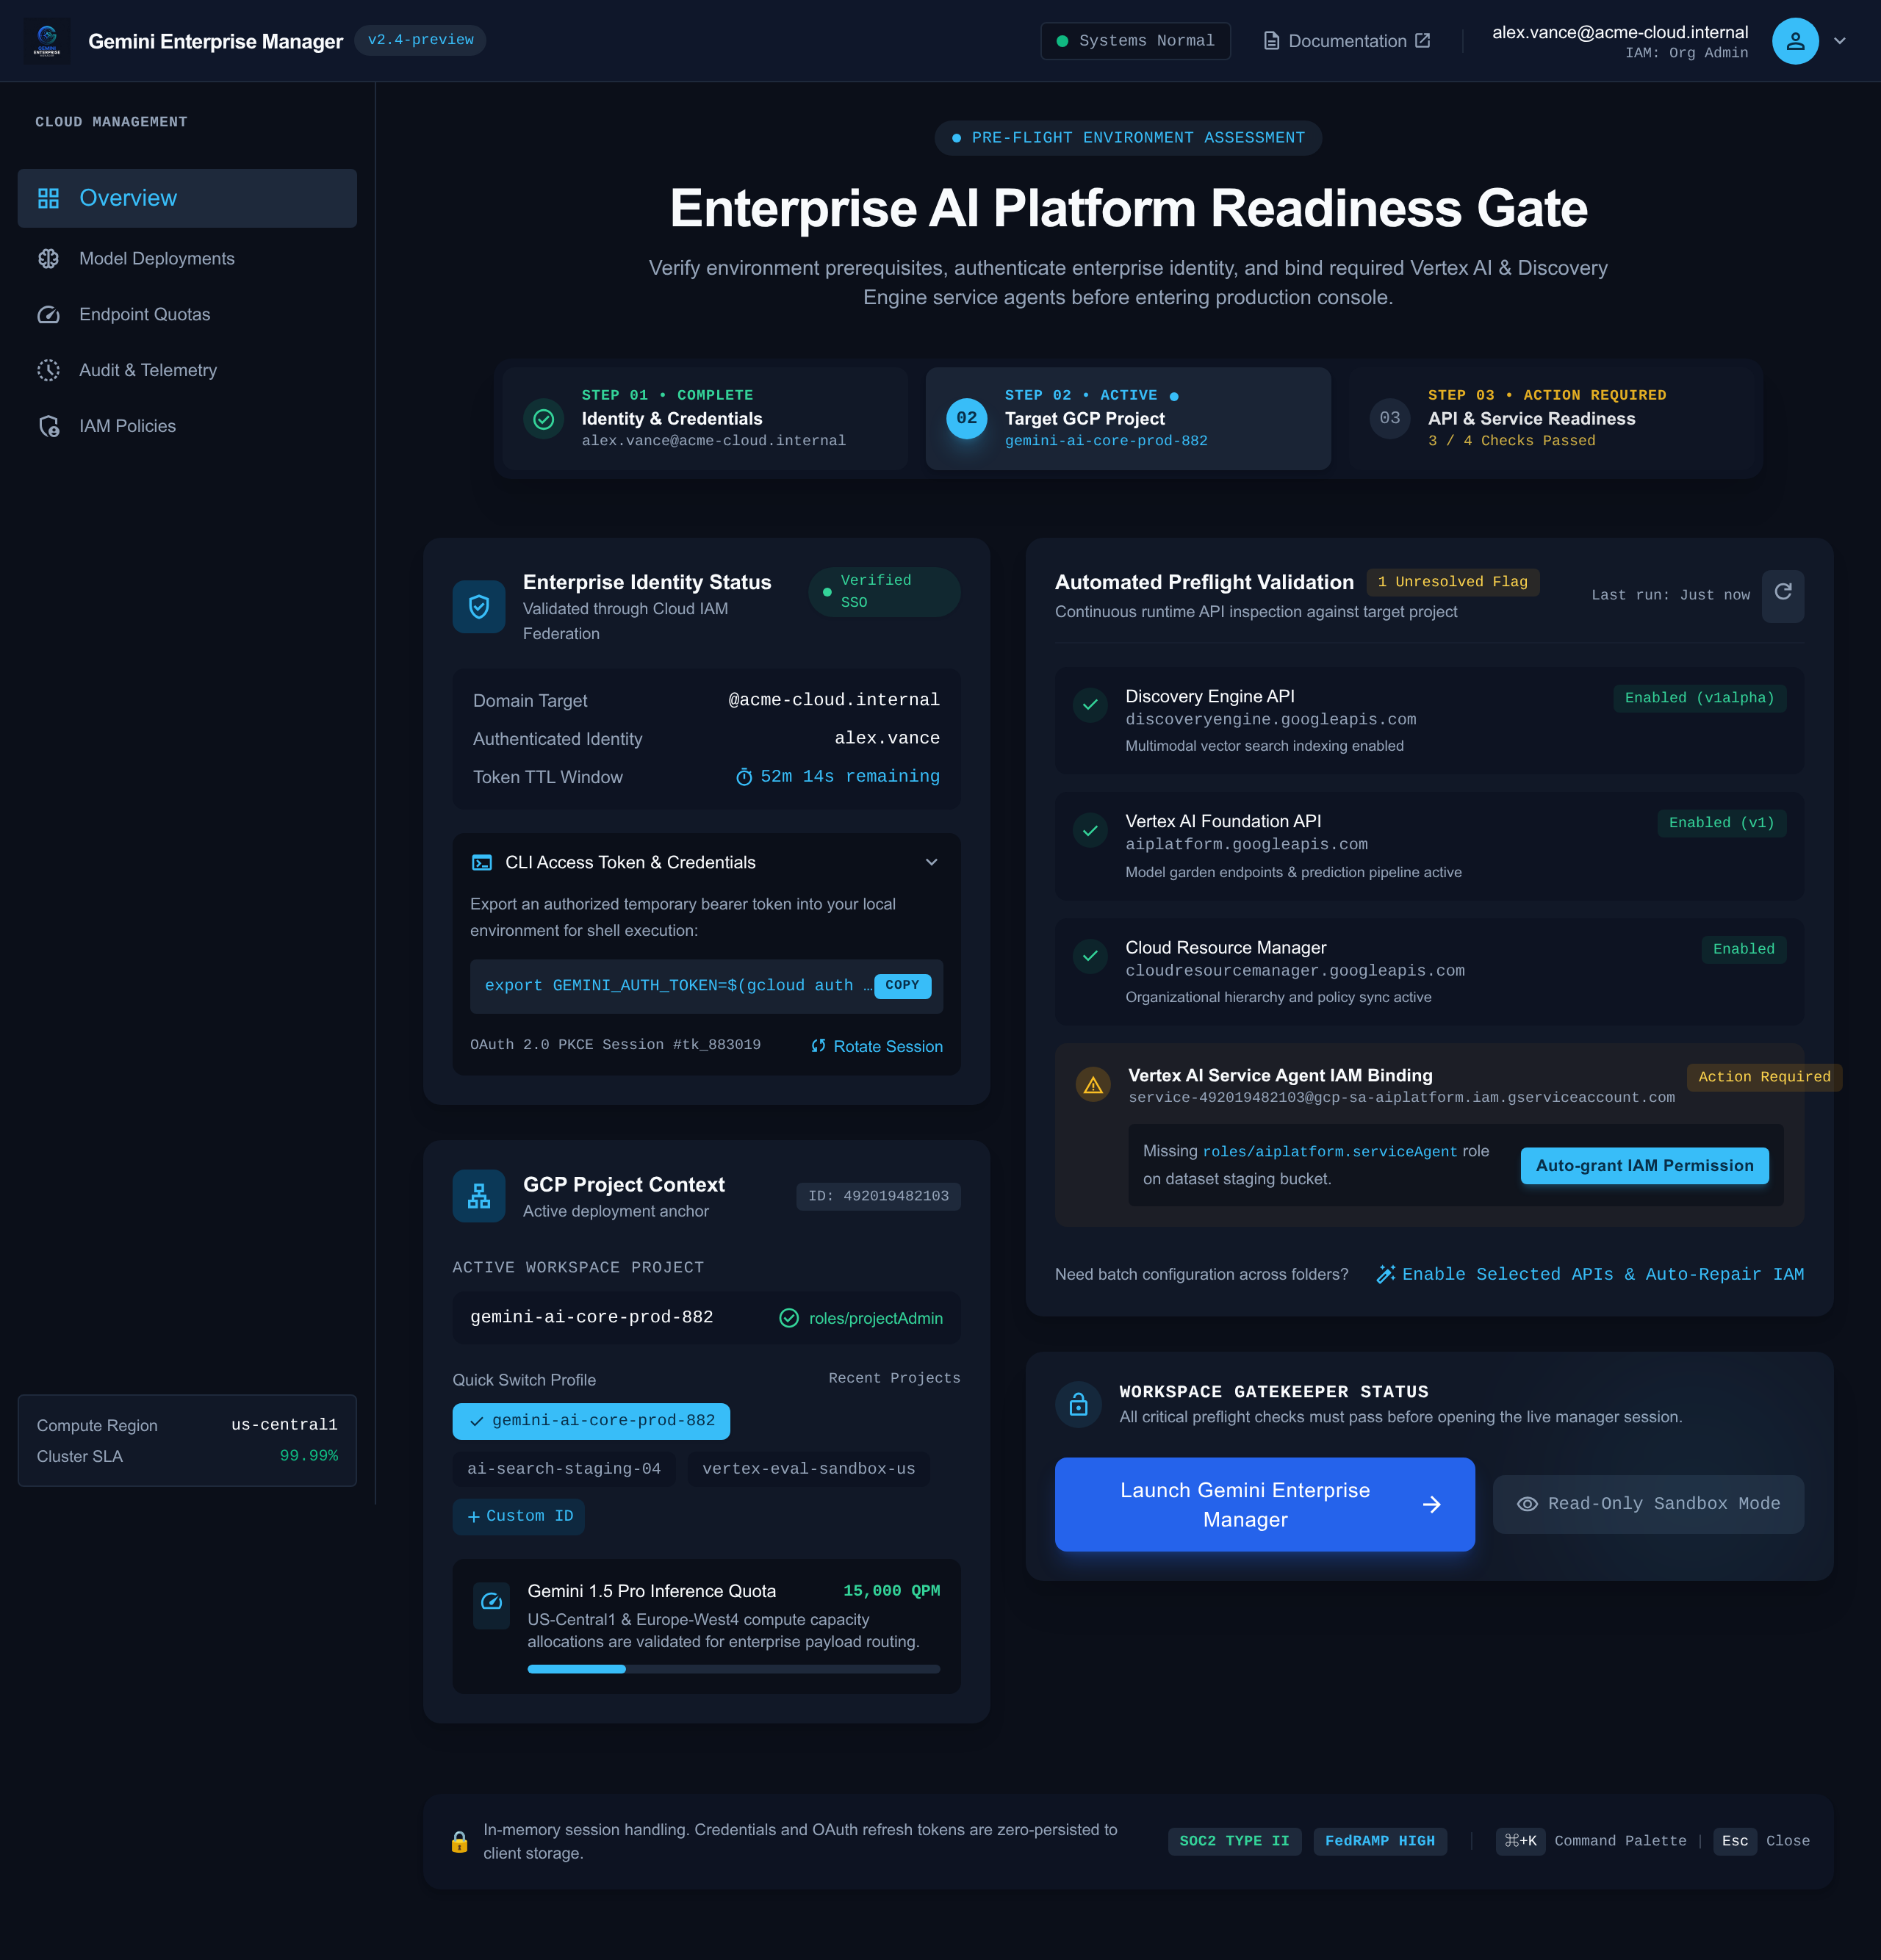 GEMINI
ENTERPRISE
Gemini Enterprise Manager
v2.4-preview
Systems Normal
Documentation
alex.vance@acme-cloud.internal
IAM: Org Admin
CLOUD MANAGEMENT
Overview
Model Deployments
Endpoint Quotas
Audit & Telemetry
IAM Policies
Compute Region us-central1
Cluster SLA 99.99%
PRE-FLIGHT ENVIRONMENT ASSESSMENT
Enterprise AI Platform Readiness Gate
Verify environment prerequisites, authenticate enterprise identity, and bind required Vertex AI & Discovery
Engine service agents before entering production console.
STEP 01 • COMPLETE
Identity & Credentials
alex.vance@acme-cloud.internal
02
STEP 02 • ACTIVE
Target GCP Project
gemini-ai-core-prod-882
03
STEP 03 • ACTION REQUIRED
API & Service Readiness
3 / 4 Checks Passed
Enterprise Identity Status
Validated through Cloud IAM
Federation
Verified
SSO
Domain Target @acme-cloud.internal
Authenticated Identity alex.vance
Token TTL Window 52m 14s remaining
CLI Access Token & Credentials
Export an authorized temporary bearer token into your local
environment for shell execution:
export GEMINI_AUTH_TOKEN=$(gcloud auth … COPY
OAuth 2.0 PKCE Session #tk_883019 Rotate Session
GCP Project Context
Active deployment anchor
ID: 492019482103
ACTIVE WORKSPACE PROJECT
gemini-ai-core-prod-882 roles/projectAdmin
Quick Switch Profile Recent Projects
gemini-ai-core-prod-882
ai-search-staging-04 vertex-eval-sandbox-us
Custom ID
Gemini 1.5 Pro Inference Quota 15,000 QPM
US-Central1 & Europe-West4 compute capacity
allocations are validated for enterprise payload routing.
Automated Preflight Validation 1 Unresolved Flag
Continuous runtime API inspection against target project
Last run: Just now
Discovery Engine API Enabled (v1alpha)
discoveryengine.googleapis.com
Multimodal vector search indexing enabled
Vertex AI Foundation API Enabled (v1)
aiplatform.googleapis.com
Model garden endpoints & prediction pipeline active
Cloud Resource Manager Enabled
cloudresourcemanager.googleapis.com
Organizational hierarchy and policy sync active
Vertex AI Service Agent IAM Binding Action Required
service-492019482103@gcp-sa-aiplatform.iam.gserviceaccount.com
Missing roles/aiplatform.serviceAgent role
on dataset staging bucket.
Auto-grant IAM Permission
Need batch configuration across folders? Enable Selected APIs & Auto-Repair IAM
WORKSPACE GATEKEEPER STATUS
All critical preflight checks must pass before opening the live manager session.
Launch Gemini Enterprise
Manager
Read-Only Sandbox Mode
In-memory session handling. Credentials and OAuth refresh tokens are zero-persisted to
client storage.
SOC2 TYPE II FedRAMP HIGH | ⌘+K Command Palette | Esc Close